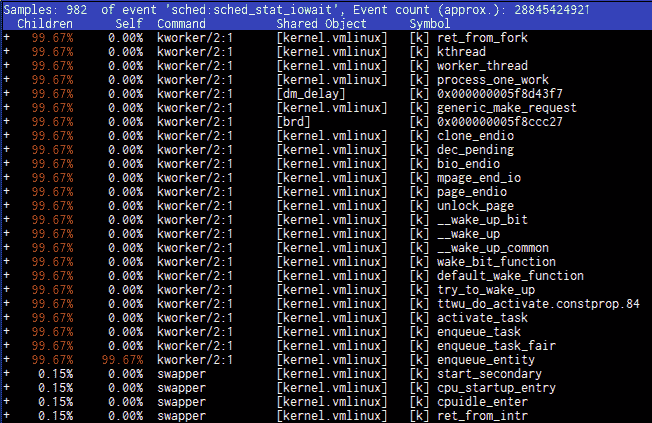 Samples: 982  of event 'sched:sched_stat_iowait', Event count (approx.): 28845424921
Children      Self  Command      Shared Object      Symbol
+   99.67%     0.00%  kworker/2:1  [kernel.vmlinux]   [k] ret_from_fork
+   99.67%     0.00%  kworker/2:1  [kernel.vmlinux]   [k] kthread
+   99.67%     0.00%  kworker/2:1  [kernel.vmlinux]   [k] worker_thread
+   99.67%     0.00%  kworker/2:1  [kernel.vmlinux]   [k] process_one_work
+   99.67%     0.00%  kworker/2:1  [dm_delay]         [k] 0x000000005f8d43f7
+   99.67%     0.00%  kworker/2:1  [kernel.vmlinux]   [k] generic_make_request
+   99.67%     0.00%  kworker/2:1  [brd]              [k] 0x000000005f8ccc27
+   99.67%     0.00%  kworker/2:1  [kernel.vmlinux]   [k] clone_endio
+   99.67%     0.00%  kworker/2:1  [kernel.vmlinux]   [k] dec_pending
+   99.67%     0.00%  kworker/2:1  [kernel.vmlinux]   [k] bio_endio
+   99.67%     0.00%  kworker/2:1  [kernel.vmlinux]   [k] mpage_end_io
+   99.67%     0.00%  kworker/2:1  [kernel.vmlinux]   [k] page_endio
+   99.67%     0.00%  kworker/2:1  [kernel.vmlinux]   [k] unlock_page
+   99.67%     0.00%  kworker/2:1  [kernel.vmlinux]   [k] __wake_up_bit
+   99.67%     0.00%  kworker/2:1  [kernel.vmlinux]   [k] __wake_up
+   99.67%     0.00%  kworker/2:1  [kernel.vmlinux]   [k] __wake_up_common
+   99.67%     0.00%  kworker/2:1  [kernel.vmlinux]   [k] wake_bit_function
+   99.67%     0.00%  kworker/2:1  [kernel.vmlinux]   [k] default_wake_function
+   99.67%     0.00%  kworker/2:1  [kernel.vmlinux]   [k] try_to_wake_up
+   99.67%     0.00%  kworker/2:1  [kernel.vmlinux]   [k] ttwu_do_activate.constprop.84
+   99.67%     0.00%  kworker/2:1  [kernel.vmlinux]   [k] activate_task
+   99.67%     0.00%  kworker/2:1  [kernel.vmlinux]   [k] enqueue_task
+   99.67%     0.00%  kworker/2:1  [kernel.vmlinux]   [k] enqueue_task_fair
+   99.67%    99.67%  kworker/2:1  [kernel.vmlinux]   [k] enqueue_entity
+    0.15%     0.00%  swapper      [kernel.vmlinux]   [k] start_secondary
+    0.15%     0.00%  swapper      [kernel.vmlinux]   [k] cpu_startup_entry
+    0.15%     0.00%  swapper      [kernel.vmlinux]   [k] cpuidle_enter
+    0.15%     0.00%  swapper      [kernel.vmlinux]   [k] ret_from_intr